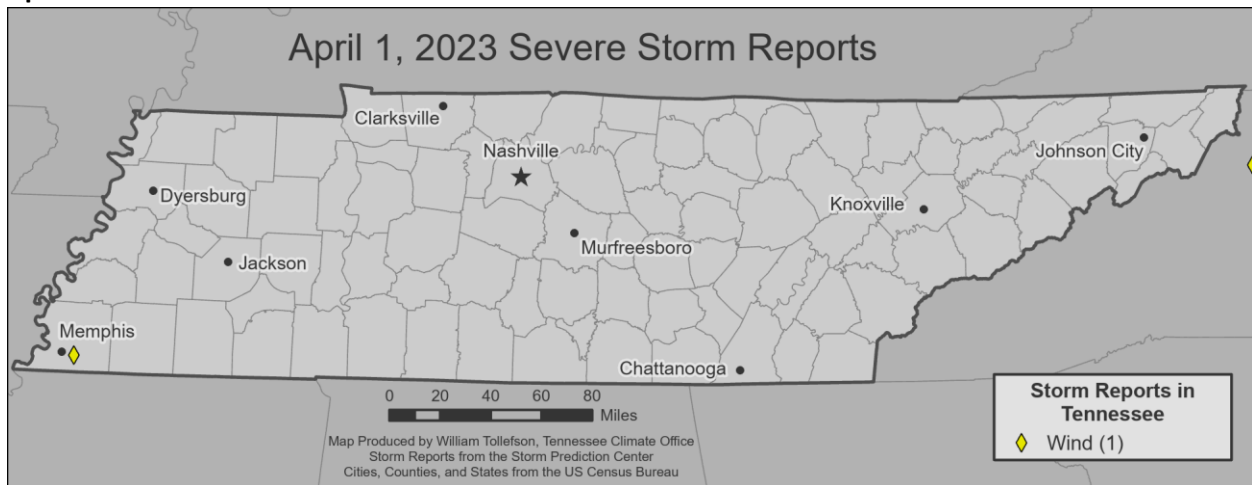 April 1, 2023 Severe Storm Reports
Clarksville
Nashville
Johnson City
Dyersburg
Knoxville
Murfreesboro
Jackson
Memphis
Chattanooga
0 20 40 60 80
Miles
Map Produced by William Tollefson, Tennessee Climate Office
Storm Reports from the Storm Prediction Center
Cities, Counties, and States from the US Census Bureau
Storm Reports in
Tennessee
Wind (1)